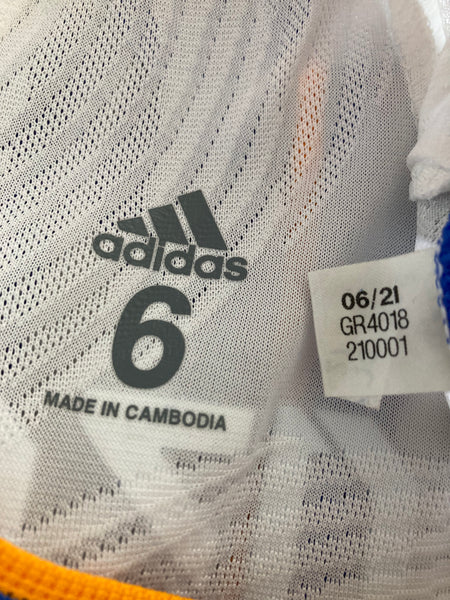 adidas
6
MADE IN CAMBODIA
06/21
GR4018
210001